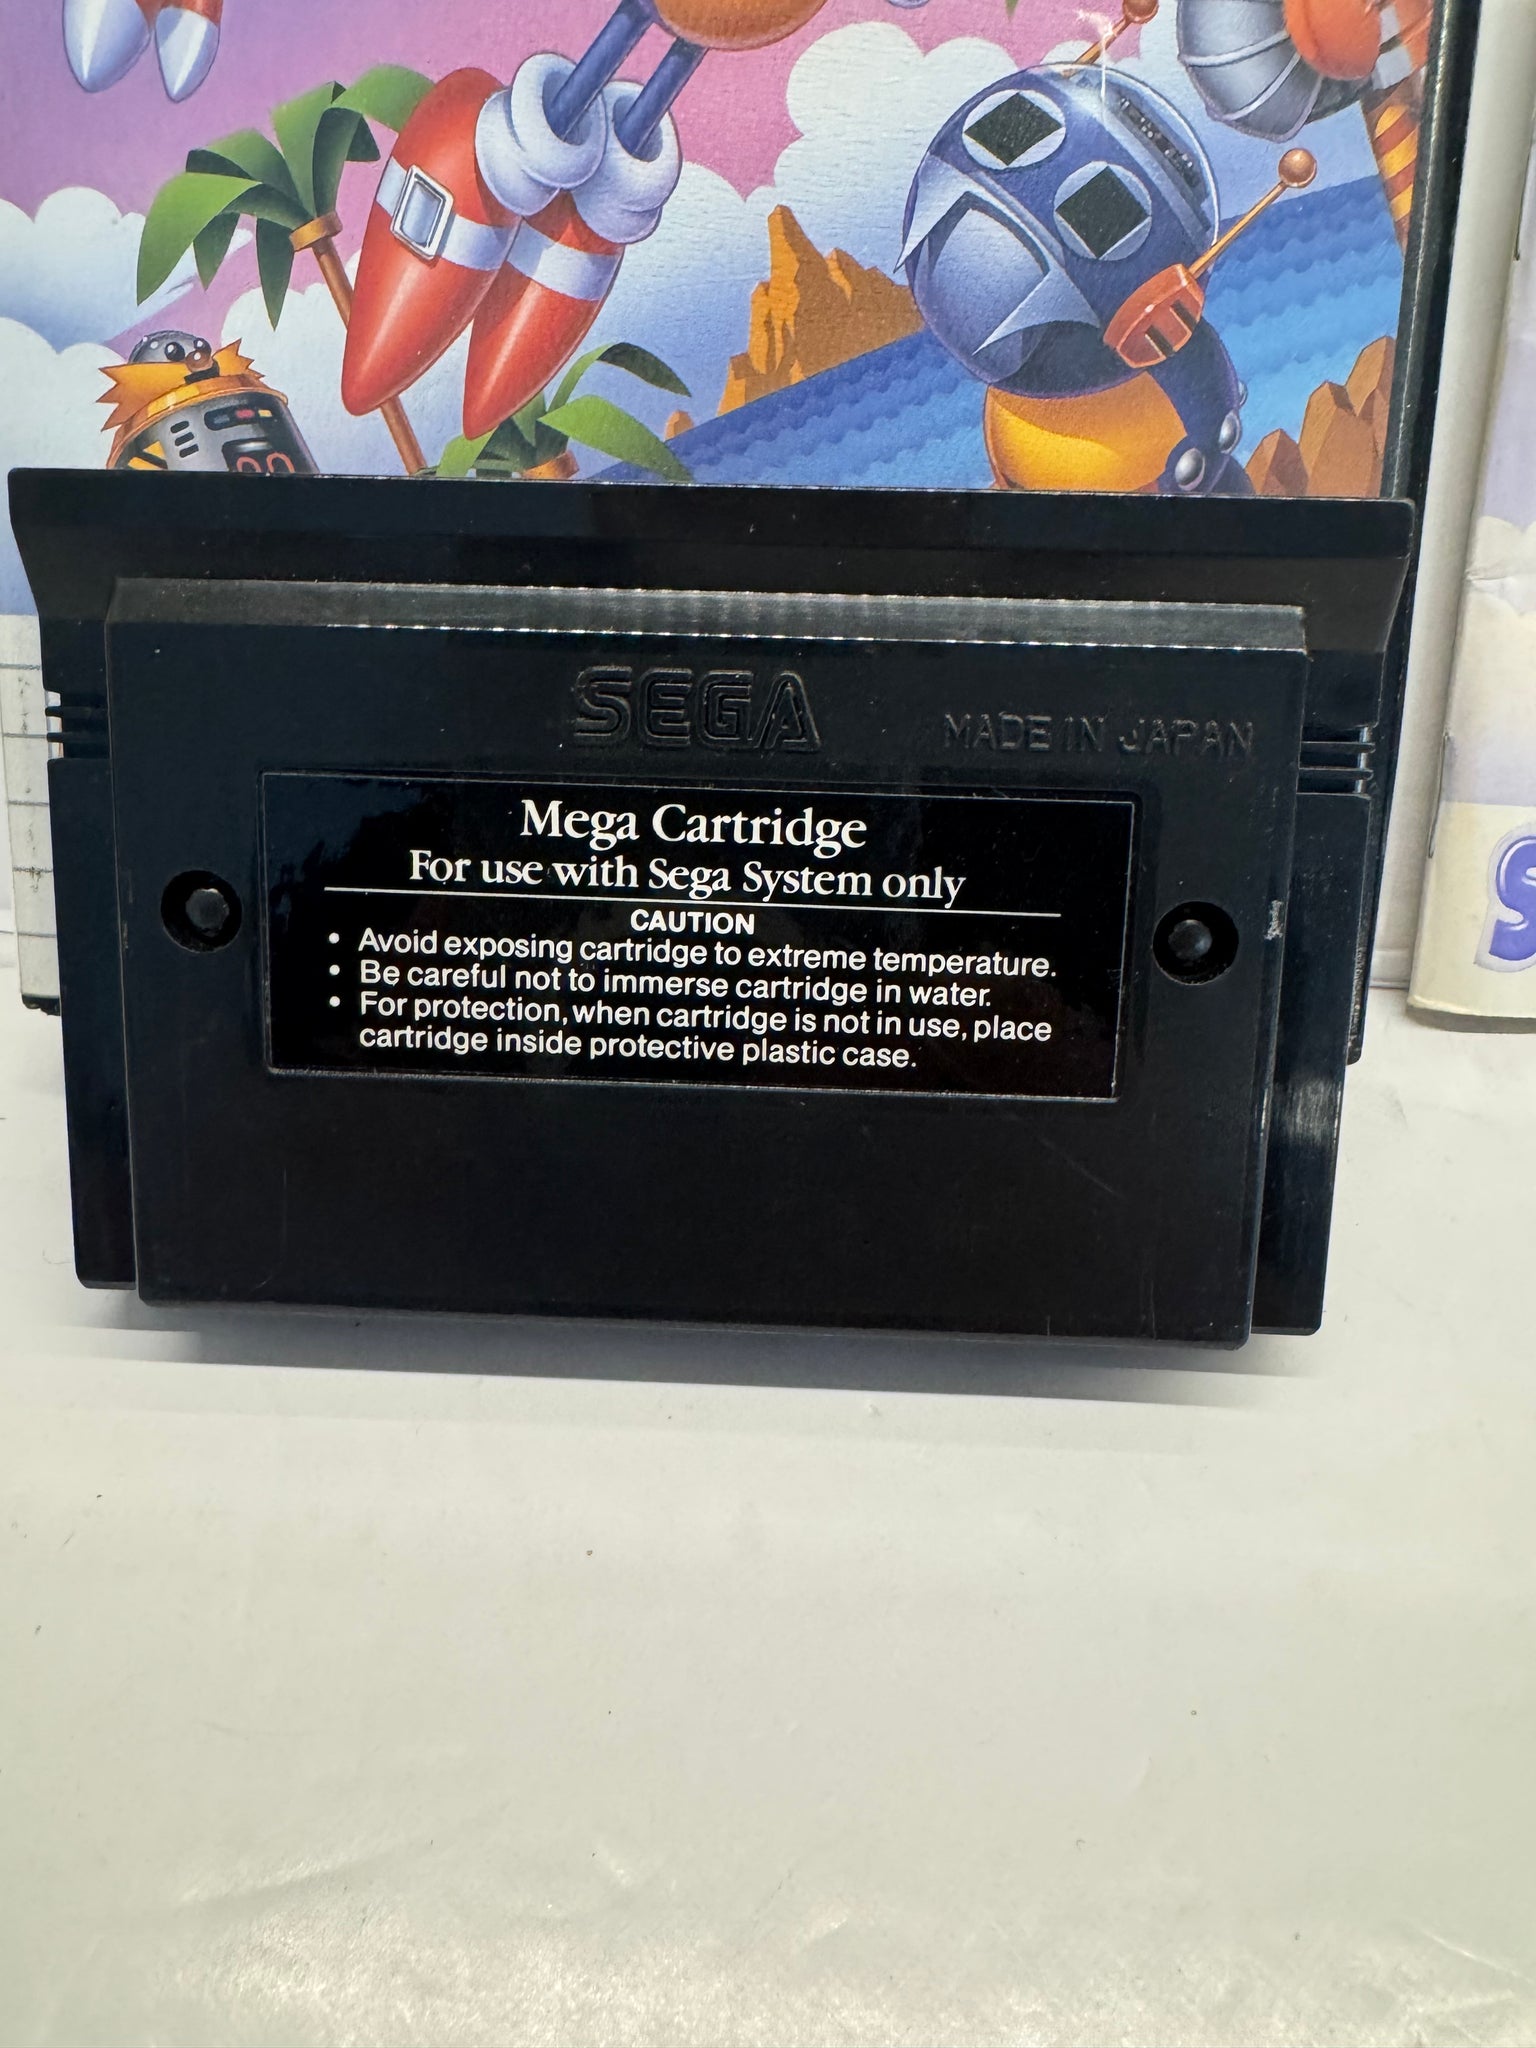 SEGA
MADE IN JAPAN
Mega Cartridge
For use with Sega System only
CAUTION
• Avoid exposing cartridge to extreme temperature.
• Be careful not to immerse cartridge in water.
• For protection, when cartridge is not in use, place
cartridge inside protective plastic case.
S